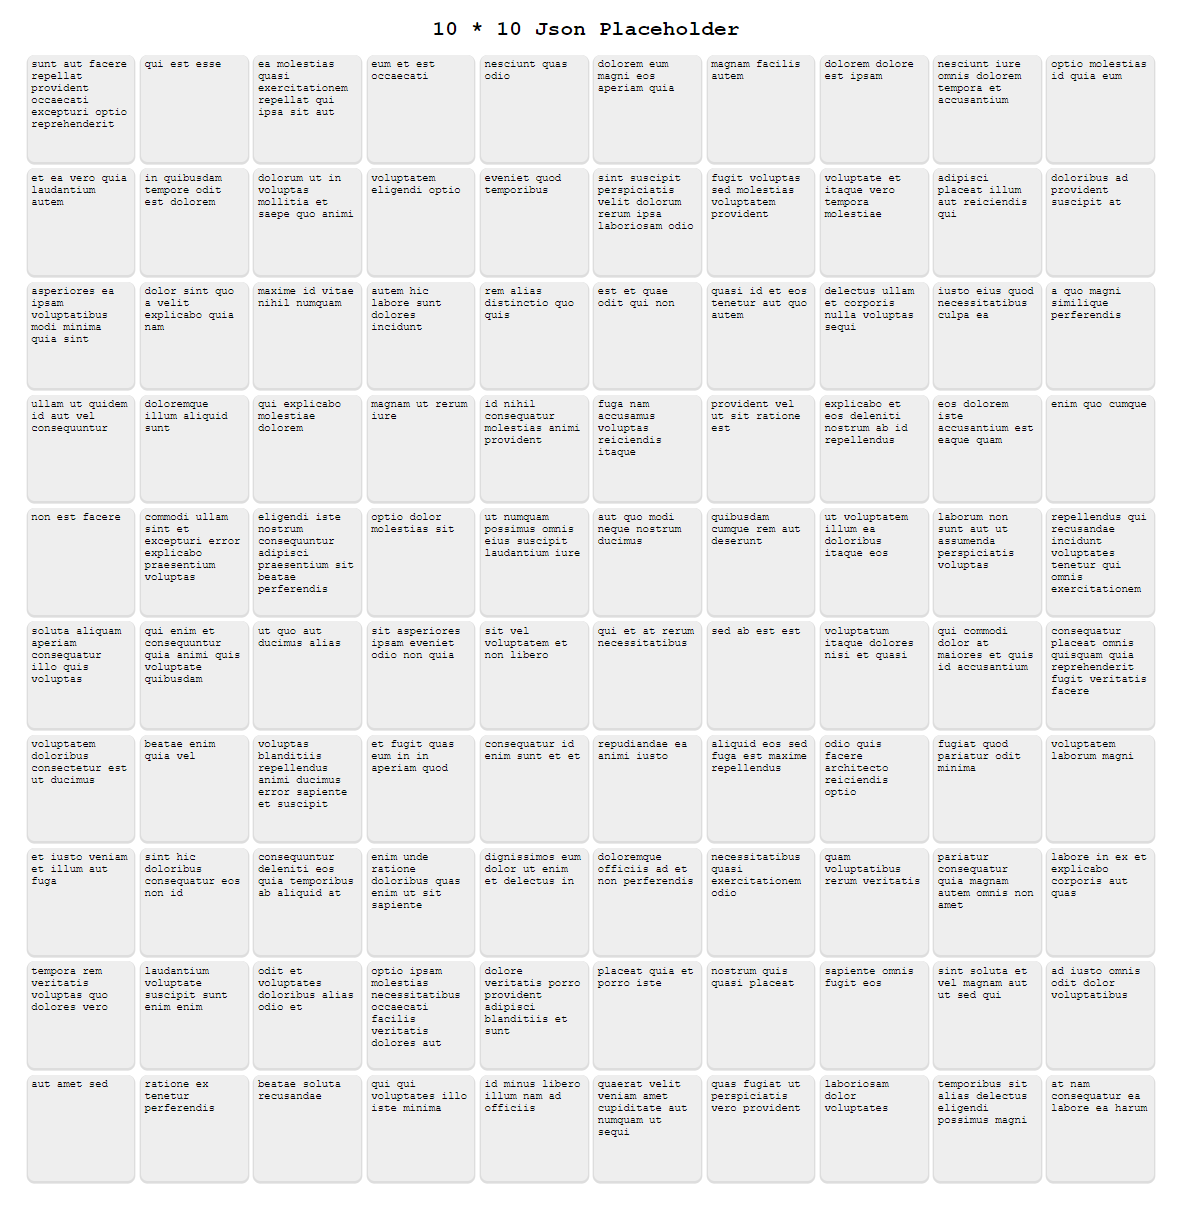 10 * 10 Json Placeholder
sunt aut facere
repellat
provident
occaecati
excepturi optio
reprehenderit
qui est esse
ea molestias
quasi
exercitationem
repellat qui
ipsa sit aut
eum et est
occaecati
nesciunt quas
odio
dolorem eum
magni eos
aperiam quia
magnam facilis
autem
dolorem dolore
est ipsam
nesciunt iure
omnis dolorem
tempora et
accusantium
optio molestias
id quia eum
et ea vero quia
laudantium
autem
in quibusdam
tempore odit
est dolorem
dolorum ut in
voluptas
mollitia et
saepe quo animi
voluptatem
eligendi optio
eveniet quod
temporibus
sint suscipit
perspiciatis
velit dolorum
rerum ipsa
laboriosam odio
fugit voluptas
sed molestias
voluptatem
provident
voluptate et
itaque vero
tempora
molestiae
adipisci
placeat illum
aut reiciendis
qui
doloribus ad
provident
suscipit at
asperiores ea
ipsam
voluptatibus
modi minima
quia sint
dolor sint quo
a velit
explicabo quia
nam
maxime id vitae
nihil numquam
autem hic
labore sunt
dolores
incidunt
rem alias
distinctio quo
quis
est et quae
odit qui non
quasi id et eos
tenetur aut quo
autem
delectus ullam
et corporis
nulla voluptas
sequi
iusto eius quod
necessitatibus
culpa ea
a quo magni
similique
perferendis
ullam ut quidem
id aut vel
consequuntur
doloremque
illum aliquid
sunt
qui explicabo
molestiae
dolorem
magnam ut rerum
iure
id nihil
consequatur
molestias animi
provident
fuga nam
accusamus
voluptas
reiciendis
itaque
provident vel
ut sit ratione
est
explicabo et
eos deleniti
nostrum ab id
repellendus
eos dolorem
iste
accusantium est
eaque quam
enim quo cumque
non est facere
commodi ullam
sint et
excepturi error
explicabo
praesentium
voluptas
eligendi iste
nostrum
consequuntur
adipisci
praesentium sit
beatae
perferendis
optio dolor
molestias sit
ut numquam
possimus omnis
eius suscipit
laudantium iure
aut quo modi
neque nostrum
ducimus
quibusdam
cumque rem aut
deserunt
ut voluptatem
illum ea
doloribus
itaque eos
laborum non
sunt aut ut
assumenda
perspiciatis
voluptas
repellendus qui
recusandae
incidunt
voluptates
tenetur qui
omnis
exercitationem
soluta aliquam
aperiam
consequatur
illo quis
voluptas
qui enim et
consequuntur
quia animi quis
voluptate
quibusdam
ut quo aut
ducimus alias
sit asperiores
ipsam eveniet
odio non quia
sit vel
voluptatem et
non libero
qui et at rerum
necessitatibus
sed ab est est
voluptatum
itaque dolores
nisi et quasi
qui commodi
dolor at
maiores et quis
id accusantium
consequatur
placeat omnis
quisquam quia
reprehenderit
fugit veritatis
facere
voluptatem
doloribus
consectetur est
ut ducimus
beatae enim
quia vel
voluptas
blanditiis
repellendus
animi ducimus
error sapiente
et suscipit
et fugit quas
eum in in
aperiam quod
consequatur id
enim sunt et et
repudiandae ea
animi iusto
aliquid eos sed
fuga est maxime
repellendus
odio quis
facere
architecto
reiciendis
optio
fugiat quod
pariatur odit
minima
voluptatem
laborum magni
et iusto veniam
et illum aut
fuga
sint hic
doloribus
consequatur eos
non id
consequuntur
deleniti eos
quia temporibus
ab aliquid at
enim unde
ratione
doloribus quas
enim ut sit
sapiente
dignissimos eum
dolor ut enim
et delectus in
doloremque
officiis ad et
non perferendis
necessitatibus
quasi
exercitationem
odio
quam
voluptatibus
rerum veritatis
pariatur
consequatur
quia magnam
autem omnis non
amet
labore in ex et
explicabo
corporis aut
quas
tempora rem
veritatis
voluptas quo
dolores vero
laudantium
voluptate
suscipit sunt
enim enim
odit et
voluptates
doloribus alias
odio et
optio ipsam
molestias
necessitatibus
occaecati
facilis
veritatis
dolores aut
dolore
veritatis porro
provident
adipisci
blanditiis et
sunt
placeat quia et
porro iste
nostrum quis
quasi placeat
sapiente omnis
fugit eos
sint soluta et
vel magnam aut
ut sed qui
ad iusto omnis
odit dolor
voluptatibus
aut amet sed
ratione ex
tenetur
perferendis
beatae soluta
recusandae
qui qui
voluptates illo
iste minima
id minus libero
illum nam ad
officiis
quaerat velit
veniam amet
cupiditate aut
numquam ut
sequi
quas fugiat ut
perspiciatis
vero provident
laboriosam
dolor
voluptates
temporibus sit
alias delectus
eligendi
possimus magni
at nam
consequatur ea
labore ea harum